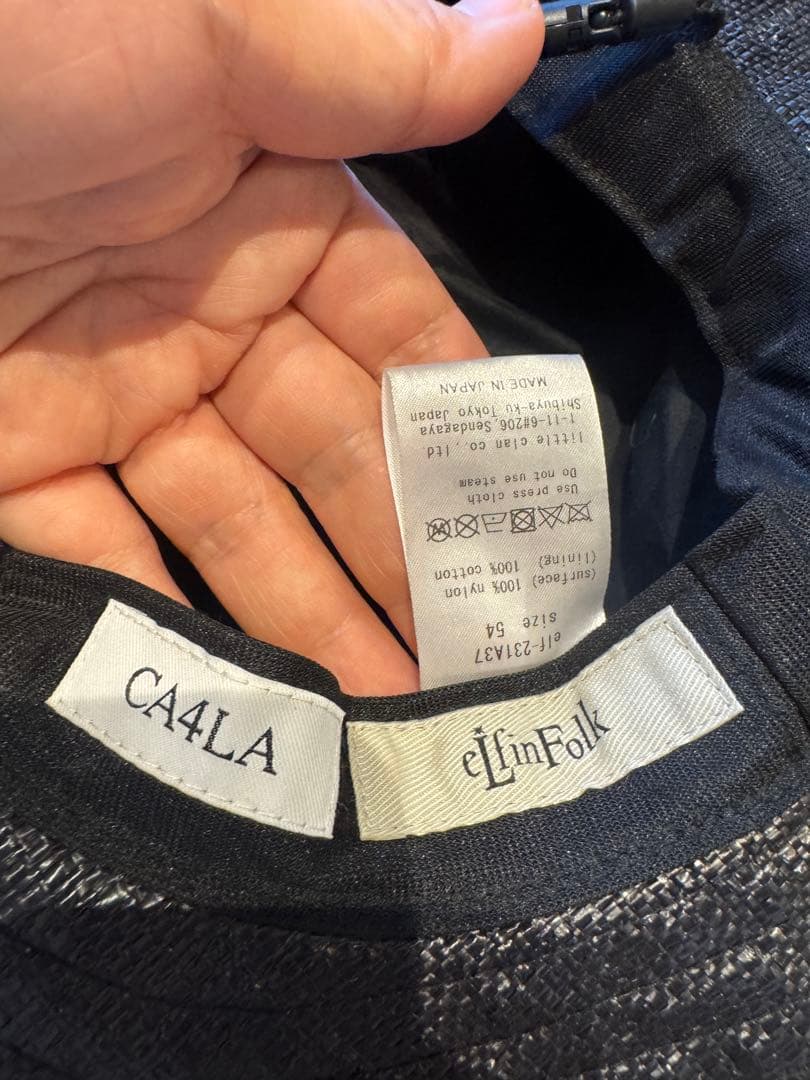 CA4LA
eLfinFolk
elf-231A37
size 54
(surface) 100% nylon
(lining) 100% cotton
Use press cloth
Do not use steam
little clan co.,ltd
1-11-6#206,Sendagaya
Shibuya-ku Tokyo Japan
MADE IN JAPAN